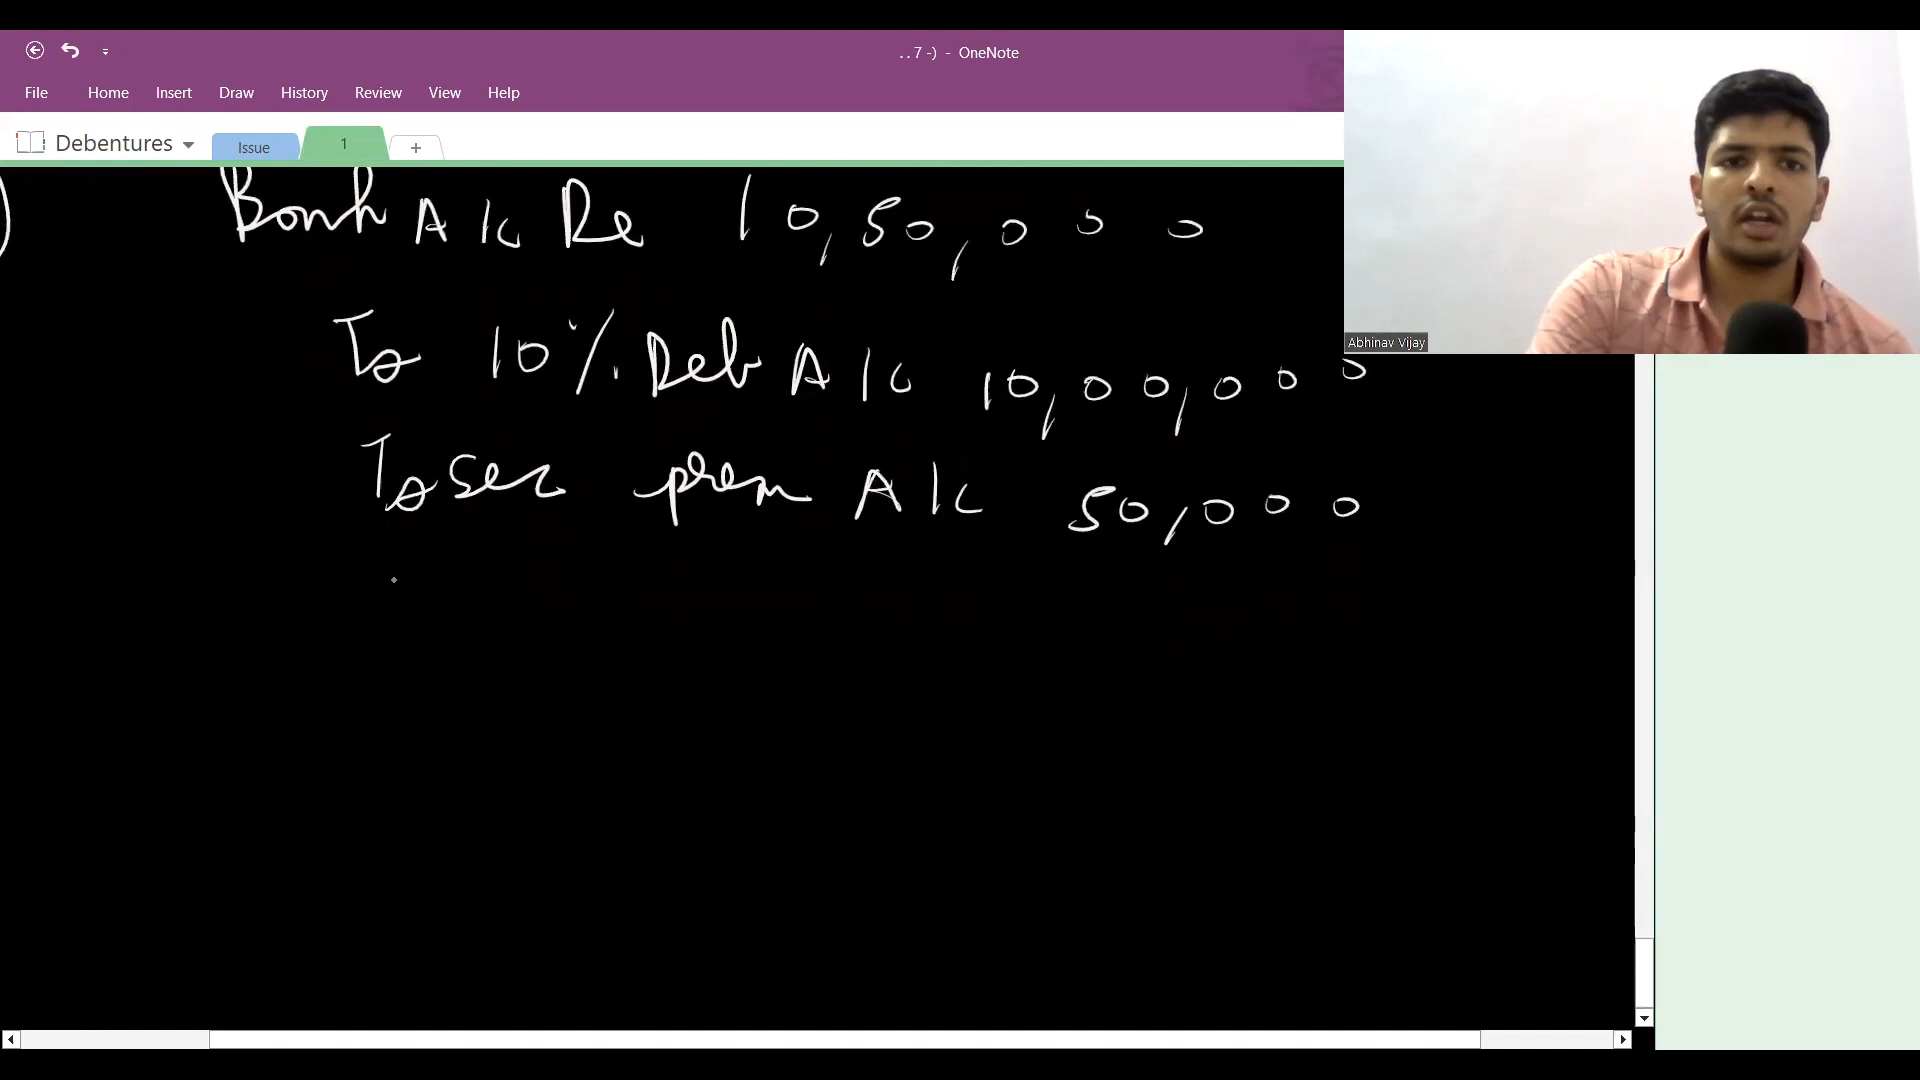 . . 7 -) - OneNote
File Home Insert Draw History Review View Help
Debentures Issue 1 +
Abhinav Vijay
) Bank A/c Dr 10,50,000
To 10% Deb A/c 10,00,000
To Sec prem A/c 50,000